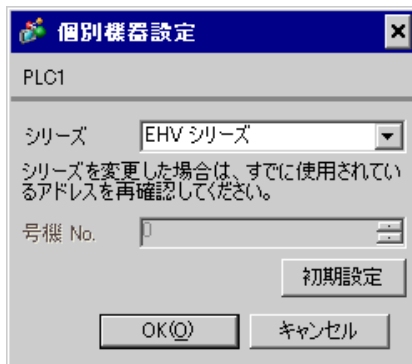 個別機器設定
PLC1
シリーズ EHV シリーズ
シリーズを変更した場合は、すでに使用されてい
るアドレスを再確認してください。
号機 No. 0
初期設定
OK(O) キャンセル